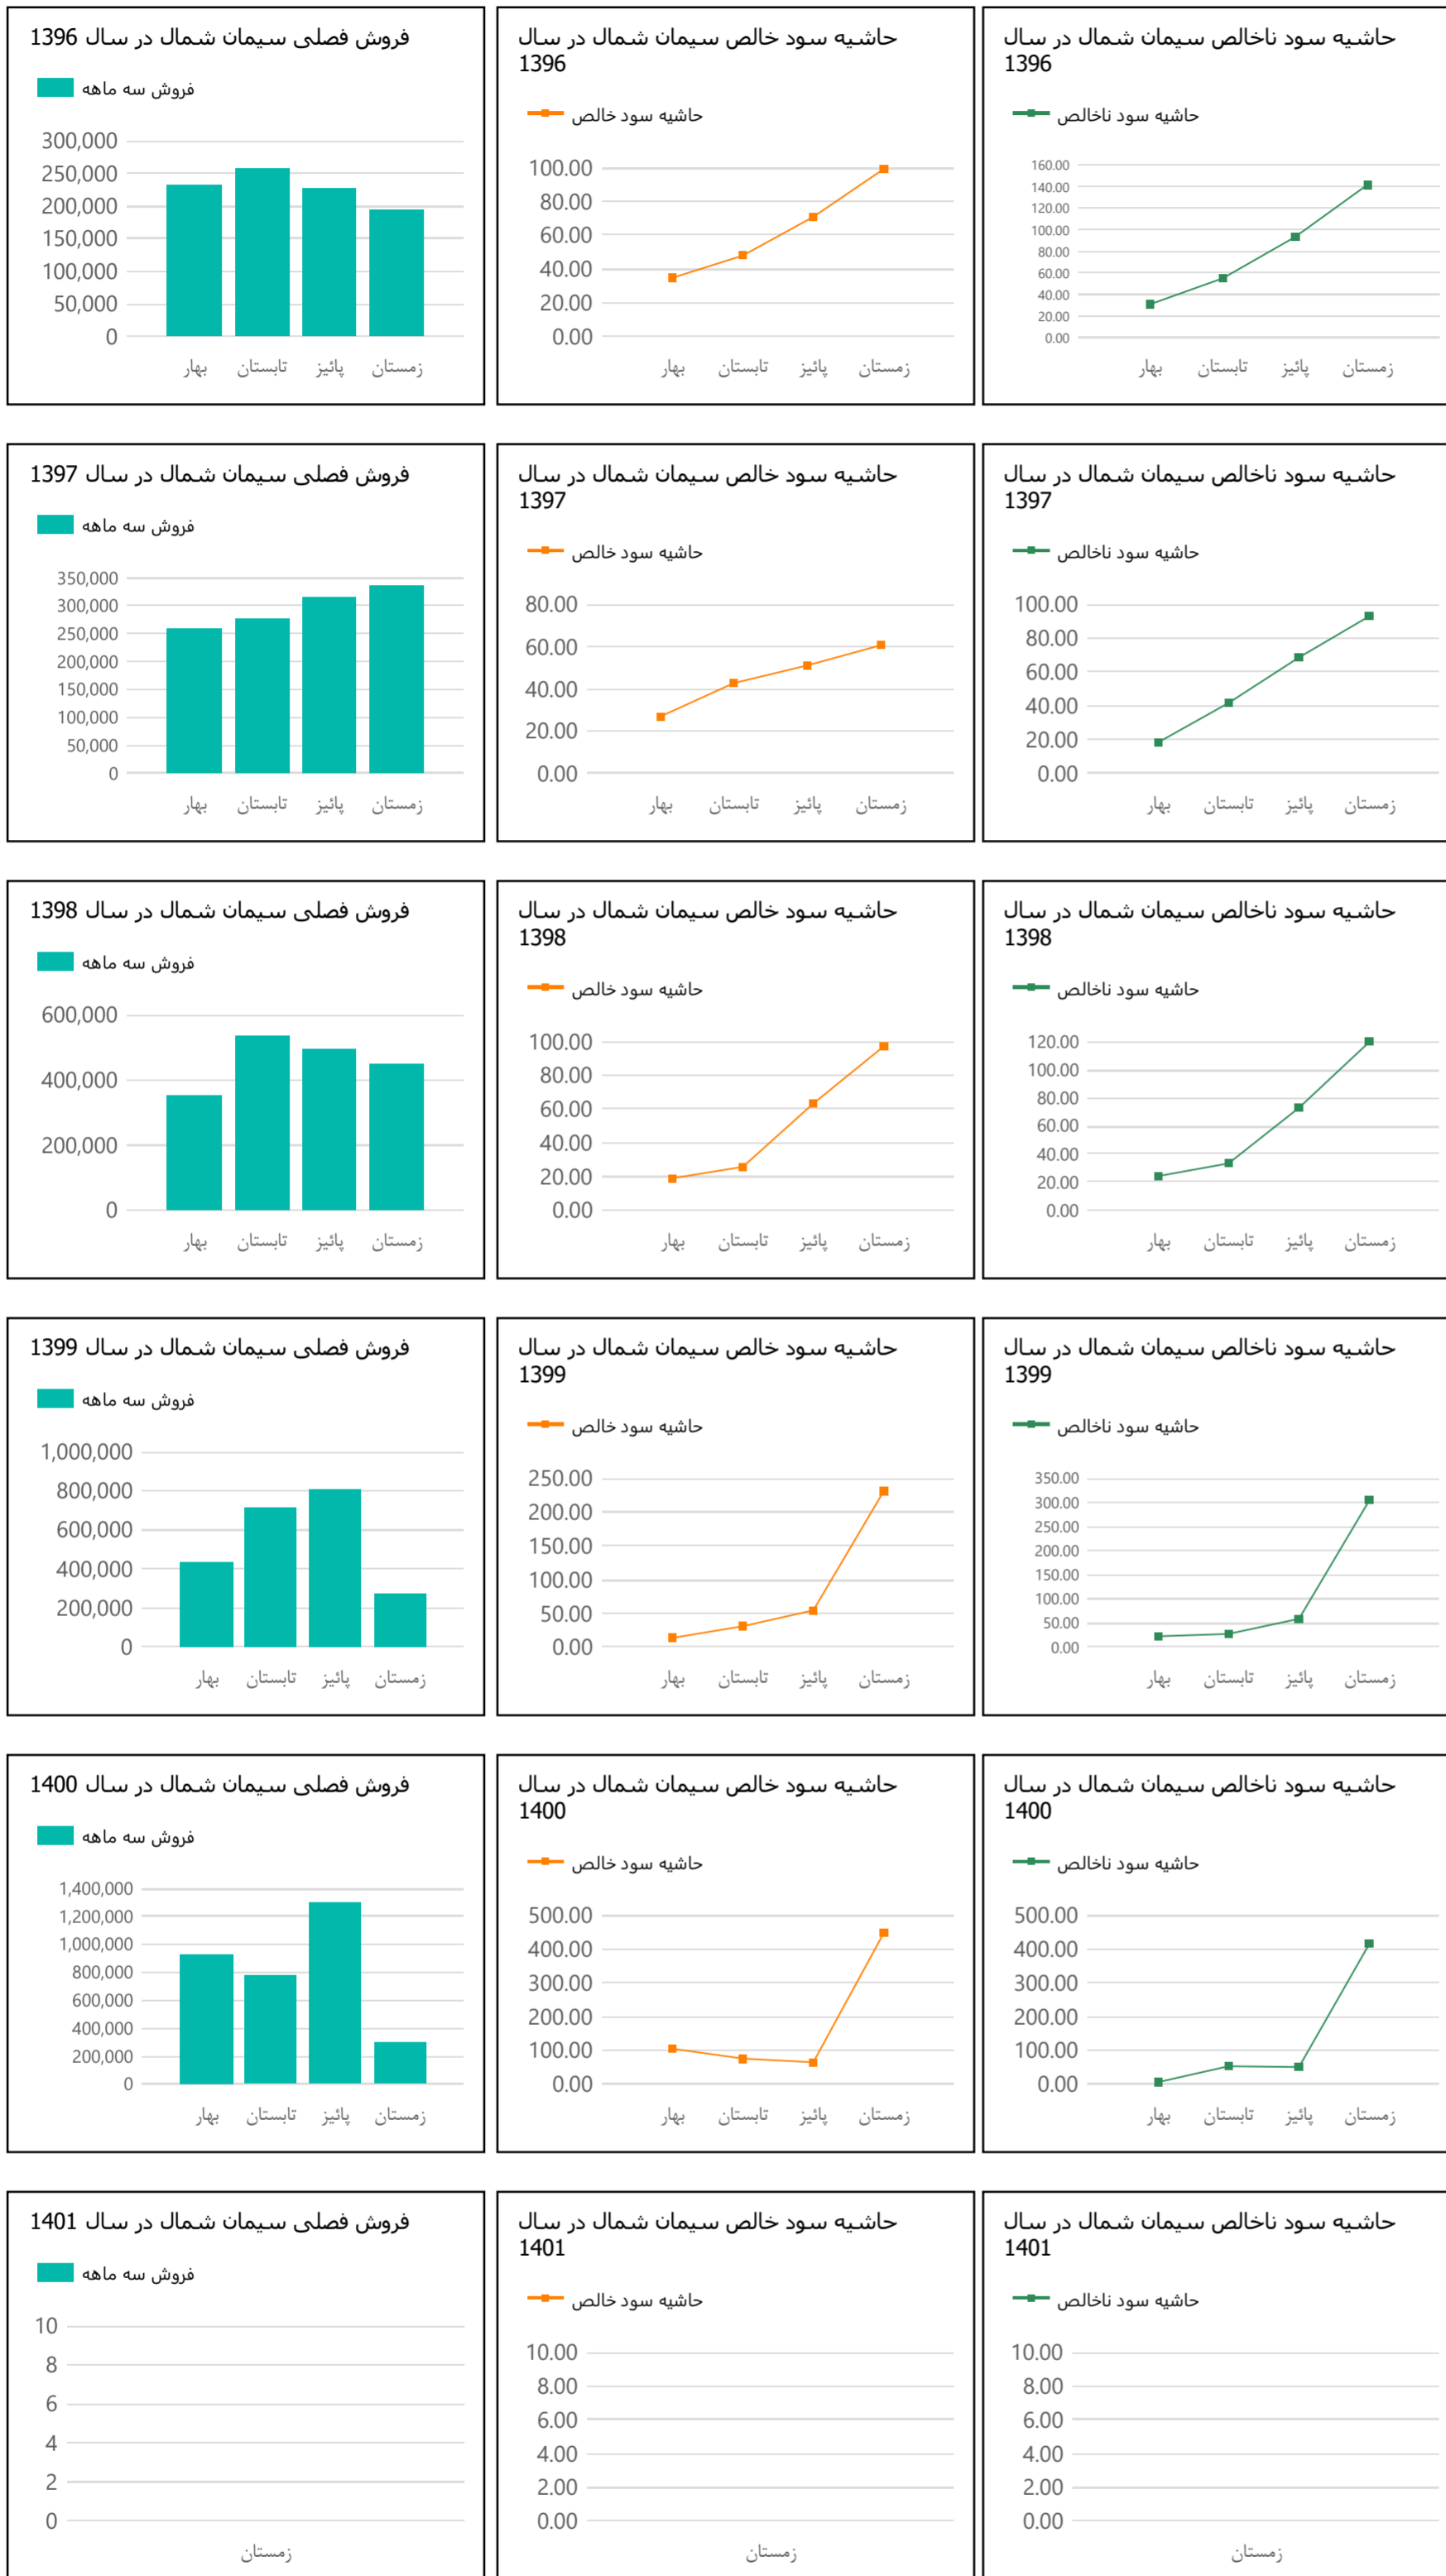 فروش فصلی سیمان شمال در سال 1396
فروش سه ماهه
300,000
250,000
200,000
150,000
100,000
50,000
0
بهار تابستان پائیز زمستان
حاشیه سود خالص سیمان شمال در سال
1396
حاشیه سود خالص
100.00
80.00
60.00
40.00
20.00
0.00
بهار تابستان پائیز زمستان
حاشیه سود ناخالص سیمان شمال در سال
1396
حاشیه سود ناخالص
160.00
140.00
120.00
100.00
80.00
60.00
40.00
20.00
0.00
بهار تابستان پائیز زمستان
فروش فصلی سیمان شمال در سال 1397
فروش سه ماهه
350,000
300,000
250,000
200,000
150,000
100,000
50,000
0
بهار تابستان پائیز زمستان
حاشیه سود خالص سیمان شمال در سال
1397
حاشیه سود خالص
80.00
60.00
40.00
20.00
0.00
بهار تابستان پائیز زمستان
حاشیه سود ناخالص سیمان شمال در سال
1397
حاشیه سود ناخالص
100.00
80.00
60.00
40.00
20.00
0.00
بهار تابستان پائیز زمستان
فروش فصلی سیمان شمال در سال 1398
فروش سه ماهه
600,000
400,000
200,000
0
بهار تابستان پائیز زمستان
حاشیه سود خالص سیمان شمال در سال
1398
حاشیه سود خالص
100.00
80.00
60.00
40.00
20.00
0.00
بهار تابستان پائیز زمستان
حاشیه سود ناخالص سیمان شمال در سال
1398
حاشیه سود ناخالص
120.00
100.00
80.00
60.00
40.00
20.00
0.00
بهار تابستان پائیز زمستان
فروش فصلی سیمان شمال در سال 1399
فروش سه ماهه
1,000,000
800,000
600,000
400,000
200,000
0
بهار تابستان پائیز زمستان
حاشیه سود خالص سیمان شمال در سال
1399
حاشیه سود خالص
250.00
200.00
150.00
100.00
50.00
0.00
بهار تابستان پائیز زمستان
حاشیه سود ناخالص سیمان شمال در سال
1399
حاشیه سود ناخالص
350.00
300.00
250.00
200.00
150.00
100.00
50.00
0.00
بهار تابستان پائیز زمستان
فروش فصلی سیمان شمال در سال 1400
فروش سه ماهه
1,400,000
1,200,000
1,000,000
800,000
600,000
400,000
200,000
0
بهار تابستان پائیز زمستان
حاشیه سود خالص سیمان شمال در سال
1400
حاشیه سود خالص
500.00
400.00
300.00
200.00
100.00
0.00
بهار تابستان پائیز زمستان
حاشیه سود ناخالص سیمان شمال در سال
1400
حاشیه سود ناخالص
500.00
400.00
300.00
200.00
100.00
0.00
بهار تابستان پائیز زمستان
فروش فصلی سیمان شمال در سال 1401
فروش سه ماهه
10
8
6
4
2
0
زمستان
حاشیه سود خالص سیمان شمال در سال
1401
حاشیه سود خالص
10.00
8.00
6.00
4.00
2.00
0.00
زمستان
حاشیه سود ناخالص سیمان شمال در سال
1401
حاشیه سود ناخالص
10.00
8.00
6.00
4.00
2.00
0.00
زمستان